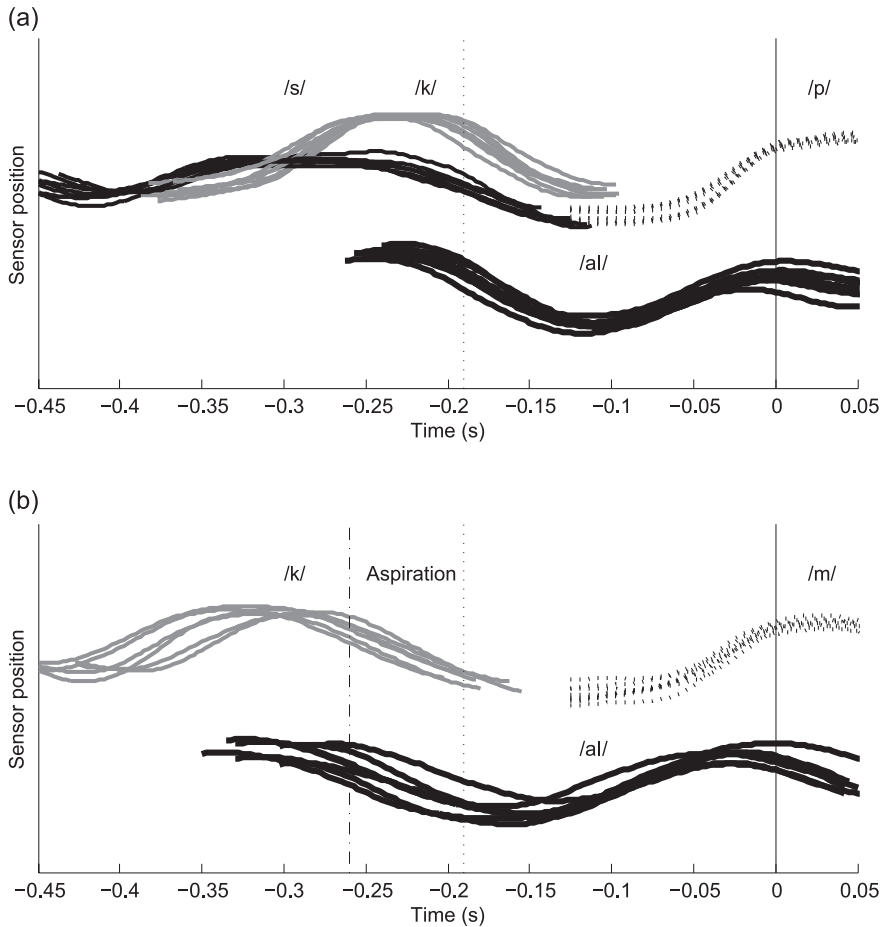 (a)
/s/ /k/ /p/
Sensor position
/aI/
−0.45 −0.4 −0.35 −0.3 −0.25 −0.2 −0.15 −0.1 −0.05 0 0.05
Time (s)
(b)
/k/ Aspiration /m/
Sensor position
/aI/
−0.45 −0.4 −0.35 −0.3 −0.25 −0.2 −0.15 −0.1 −0.05 0 0.05
Time (s)